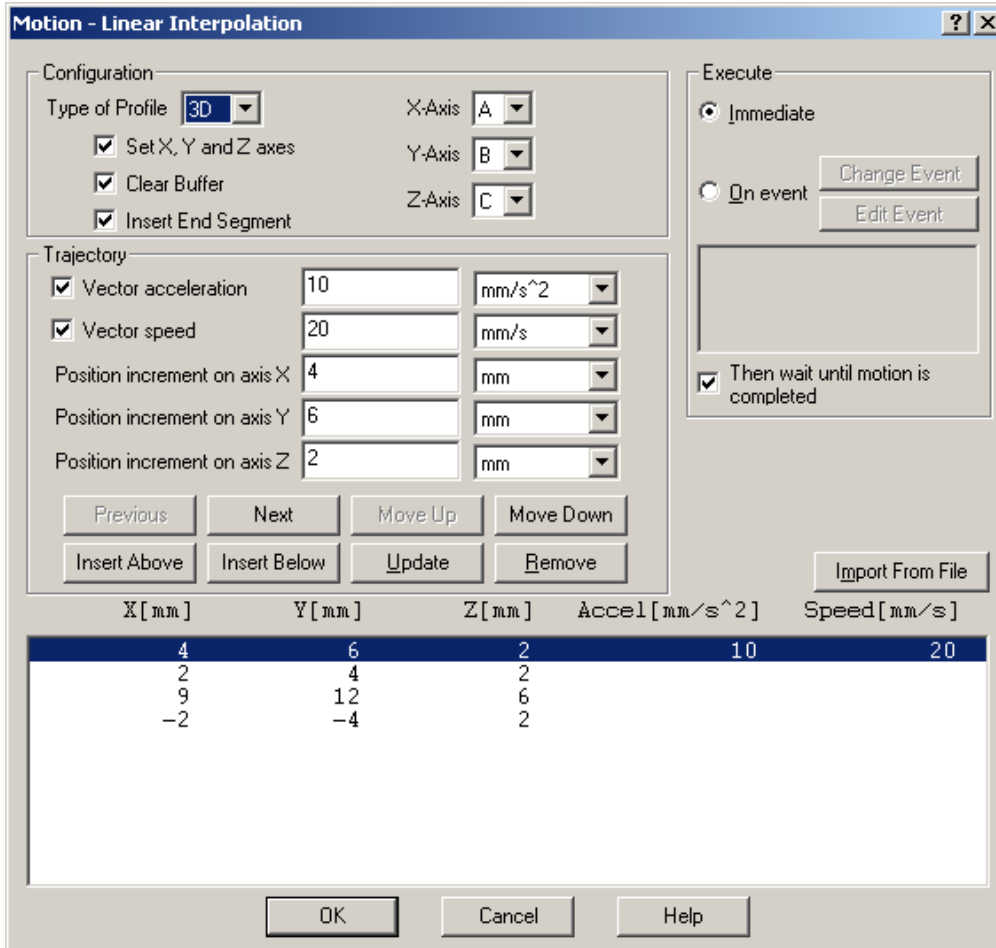 Motion - Linear Interpolation
Configuration
Type of Profile 3D
Set X, Y and Z axes
Clear Buffer
Insert End Segment
X-Axis A
Y-Axis B
Z-Axis C
Execute
Immediate
On event
Change Event
Edit Event
Then wait until motion is
completed
Trajectory
Vector acceleration 10 mm/s^2
Vector speed 20 mm/s
Position increment on axis X 4 mm
Position increment on axis Y 6 mm
Position increment on axis Z 2 mm
Previous Next Move Up Move Down
Insert Above Insert Below Update Remove
Import From File
X[mm] Y[mm] Z[mm] Accel[mm/s^2] Speed[mm/s]
4 6 2 10 20
2 4 2
9 12 6
-2 -4 2
OK Cancel Help